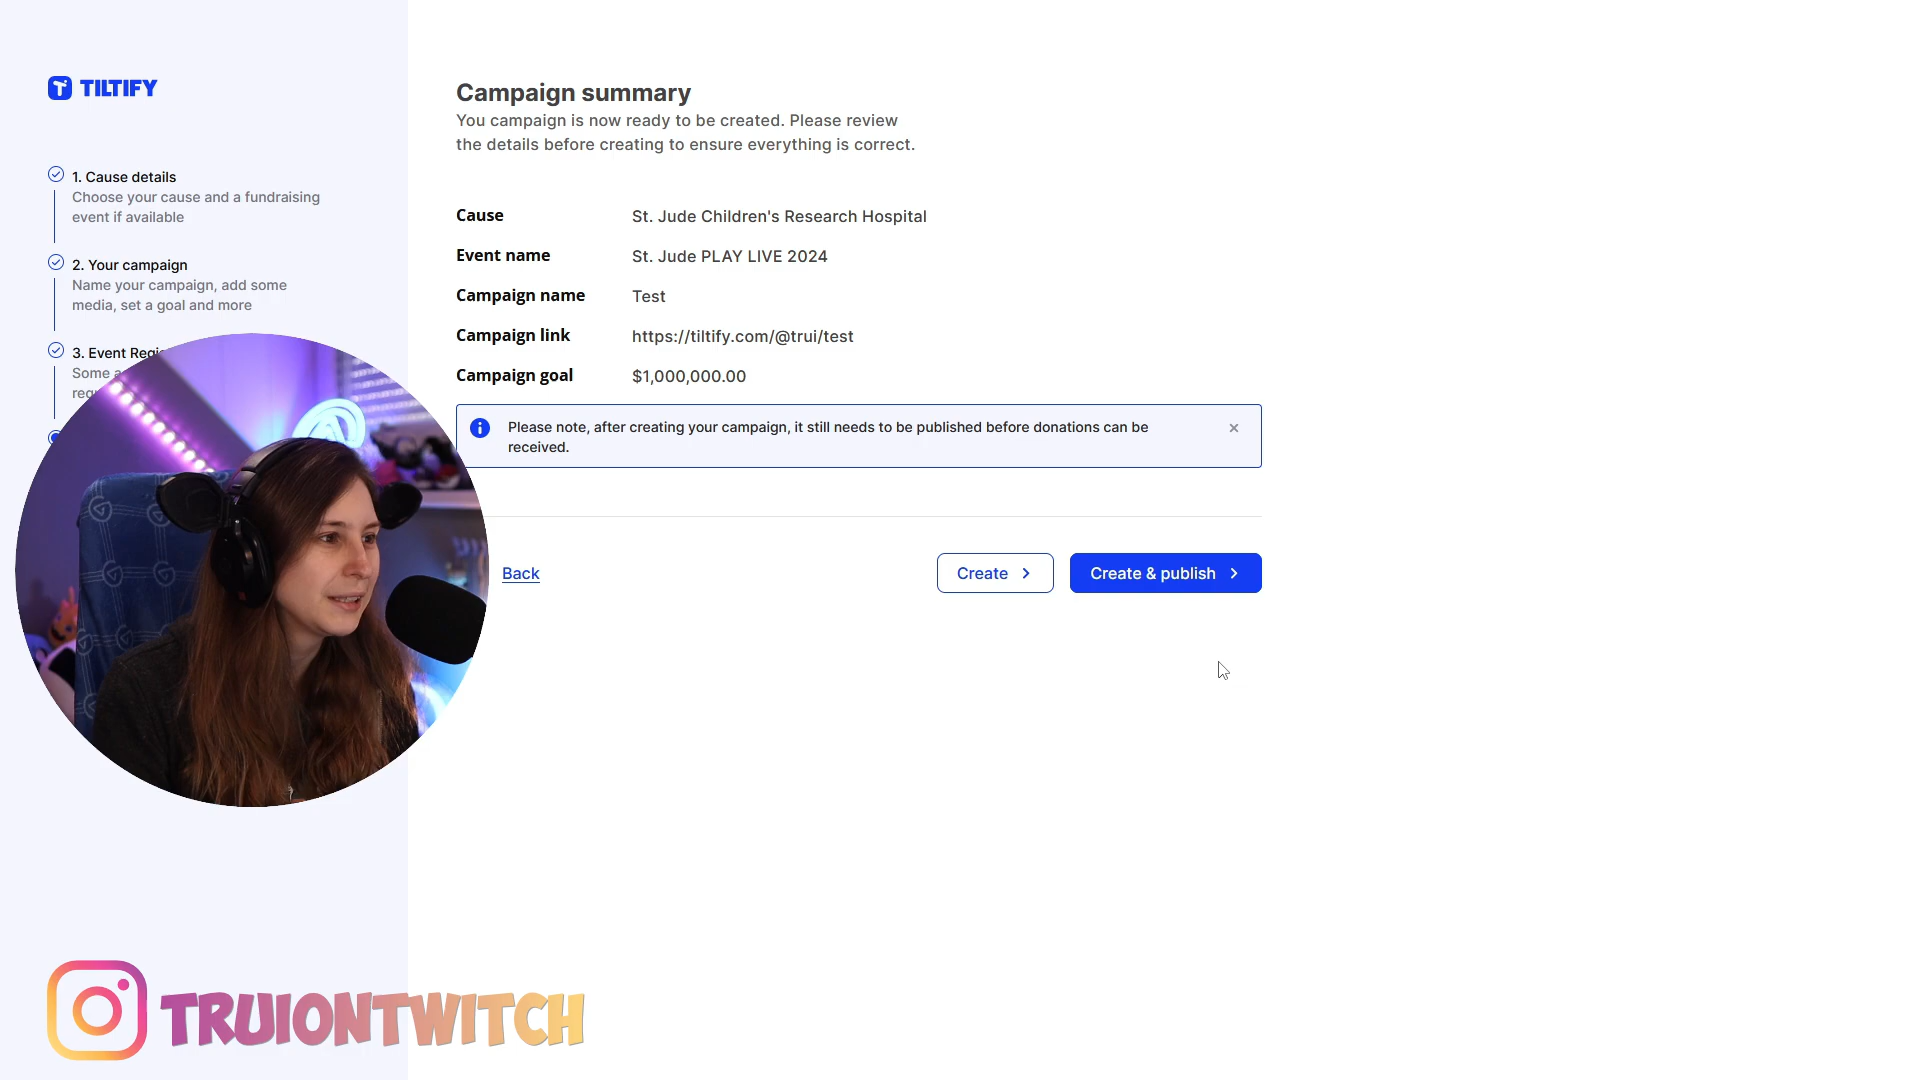 TILTIFY
1. Cause details
Choose your cause and a fundraising
event if available
2. Your campaign
Name your campaign, add some
media, set a goal and more
3. Event
Some
Campaign summary
You campaign is now ready to be created. Please review
the details before creating to ensure everything is correct.
Cause St. Jude Children's Research Hospital
Event name St. Jude PLAY LIVE 2024
Campaign name Test
Campaign link https://tiltify.com/@trui/test
Campaign goal $1,000,000.00
Please note, after creating your campaign, it still needs to be published before donations can be
received.
Back Create Create & publish
TRUIONTWITCH